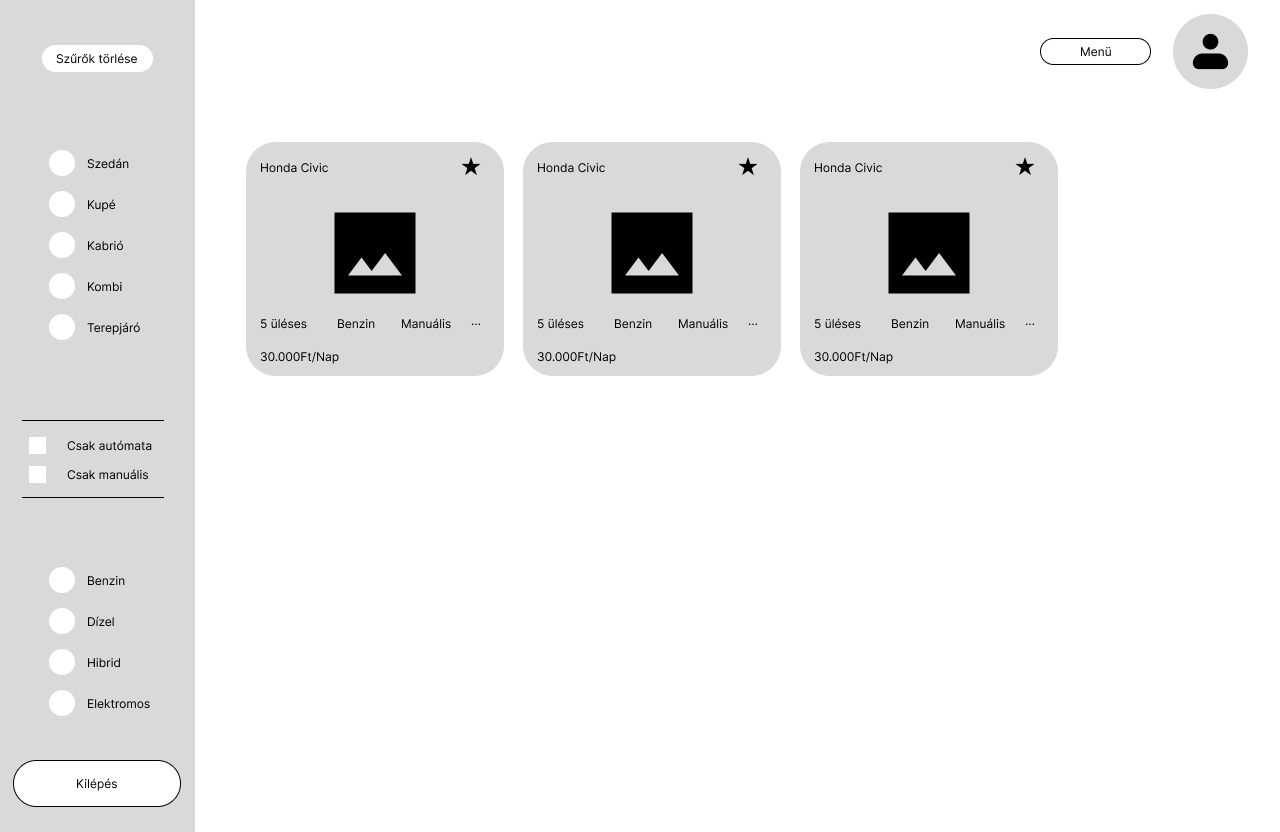 Szűrők törlése
Szedán
Kupé
Kabrió
Kombi
Terepjáró
Csak autómata
Csak manuális
Benzin
Dízel
Hibrid
Elektromos
Kilépés
Menü
Honda Civic
5 üléses Benzin Manuális ...
30.000Ft/Nap
Honda Civic
5 üléses Benzin Manuális ...
30.000Ft/Nap
Honda Civic
5 üléses Benzin Manuális ...
30.000Ft/Nap